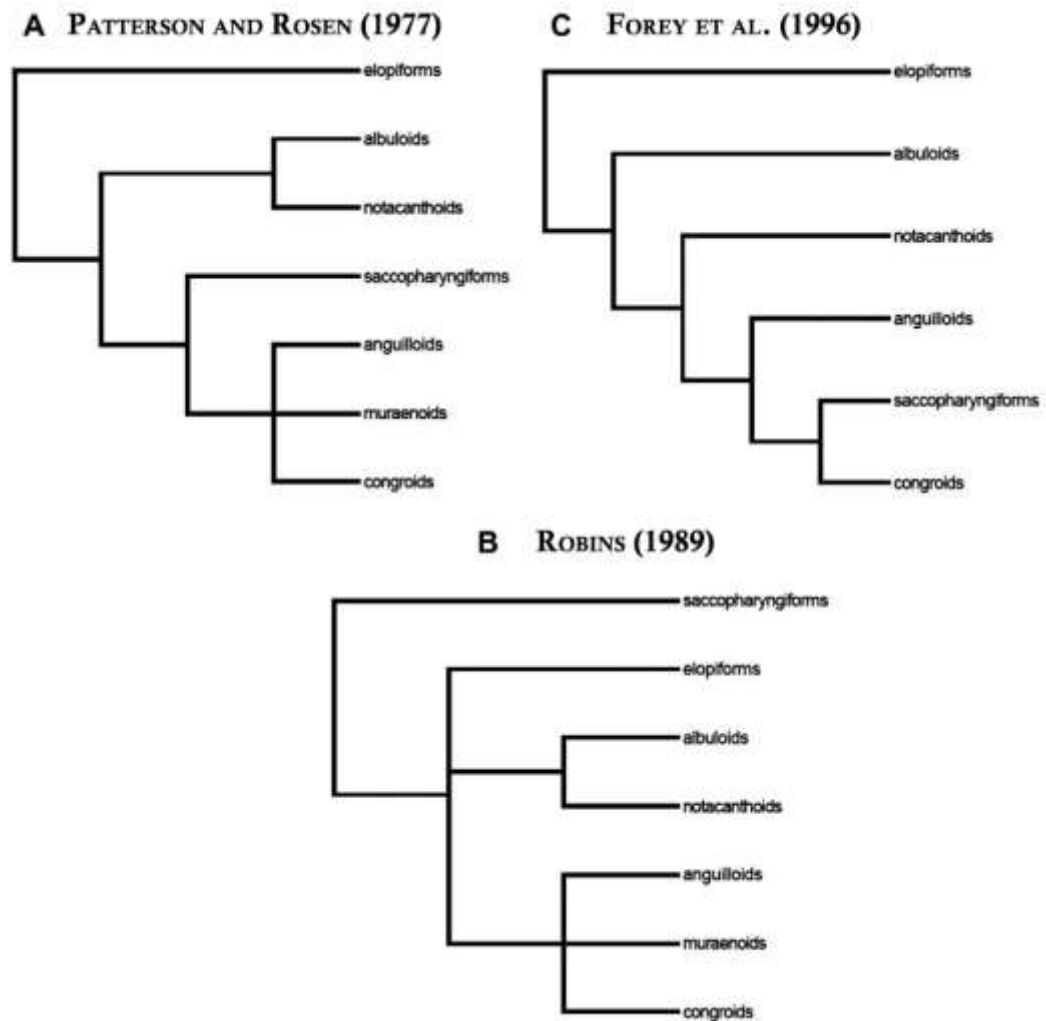 A PATTERSON AND ROSEN (1977)
elopiforms
albuloids
notacanthoids
saccopharyngiforms
anguilloids
muraenoids
congroids
C FOREY ET AL. (1996)
elopiforms
albuloids
notacanthoids
anguilloids
saccopharyngiforms
congroids
B ROBINS (1989)
saccopharyngiforms
elopiforms
albuloids
notacanthoids
anguilloids
muraenoids
congroids